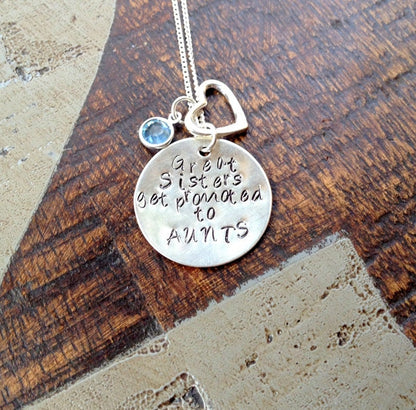 Great
Sisters
get promoted
to
AUNTS